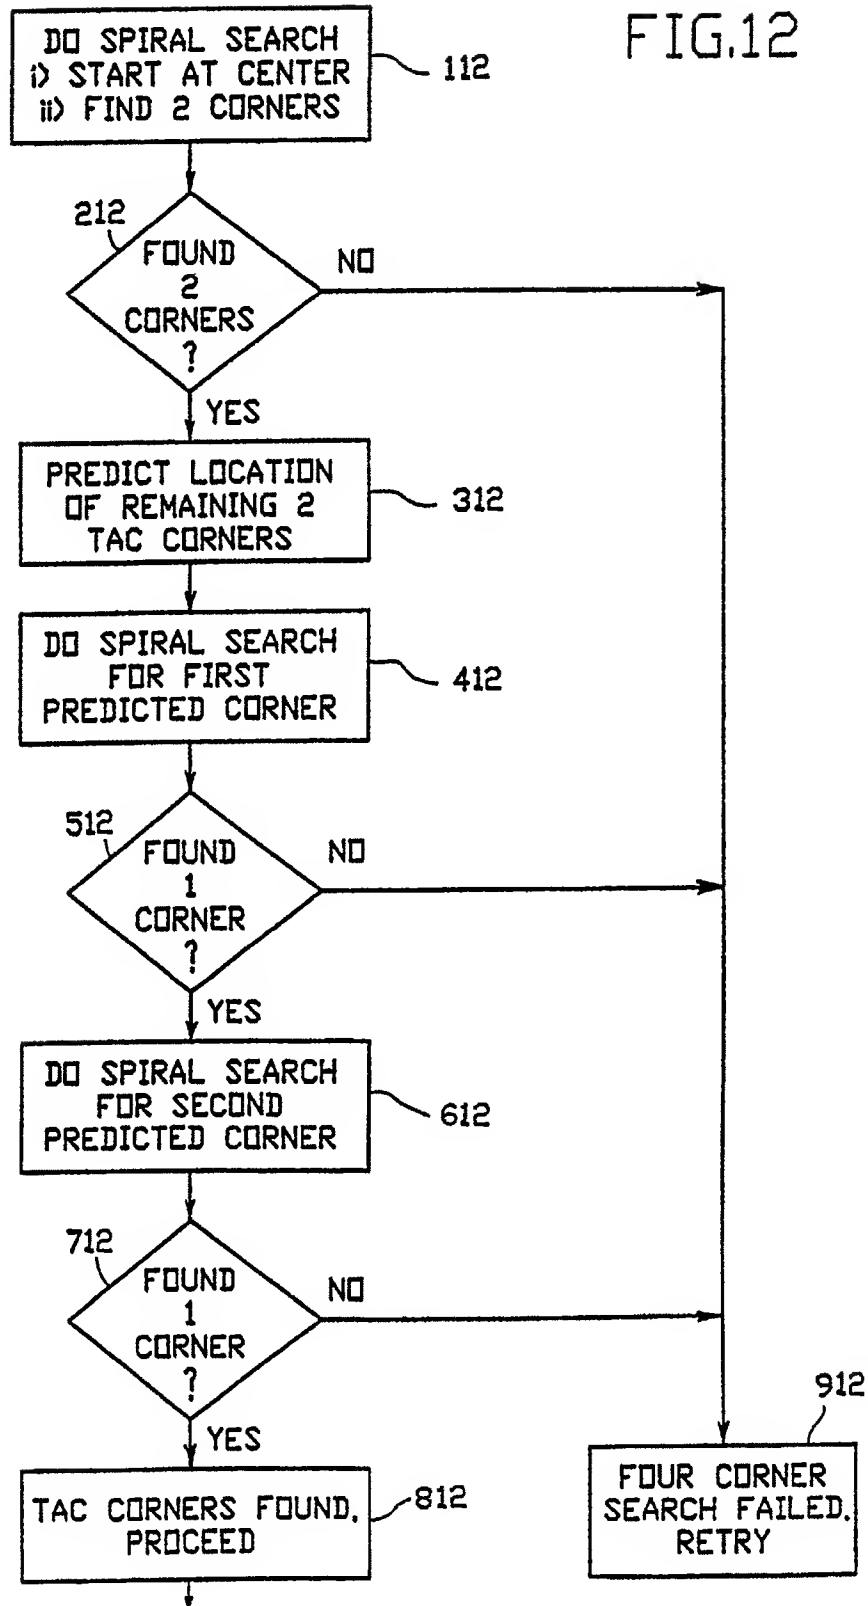 FIG.12
DO SPIRAL SEARCH
i) START AT CENTER
ii) FIND 2 CORNERS
112
212
FOUND
2
CORNERS
?
NO
YES
PREDICT LOCATION
OF REMAINING 2
TAC CORNERS
312
DO SPIRAL SEARCH
FOR FIRST
PREDICTED CORNER
412
512
FOUND
1
CORNER
?
NO
YES
DO SPIRAL SEARCH
FOR SECOND
PREDICTED CORNER
612
712
FOUND
1
CORNER
?
NO
YES
TAC CORNERS FOUND,
PROCEED
812
912
FOUR CORNER
SEARCH FAILED.
RETRY